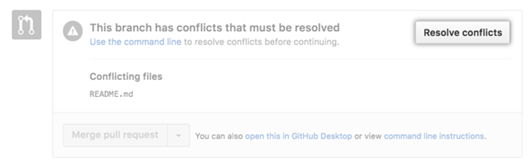 This branch has conflicts that must be resolved
Resolve conflicts
Use the command line to resolve conflicts before continuing.
Conflicting files
README.md
Merge pull request
You can also open this in GitHub Desktop or view command line instructions.